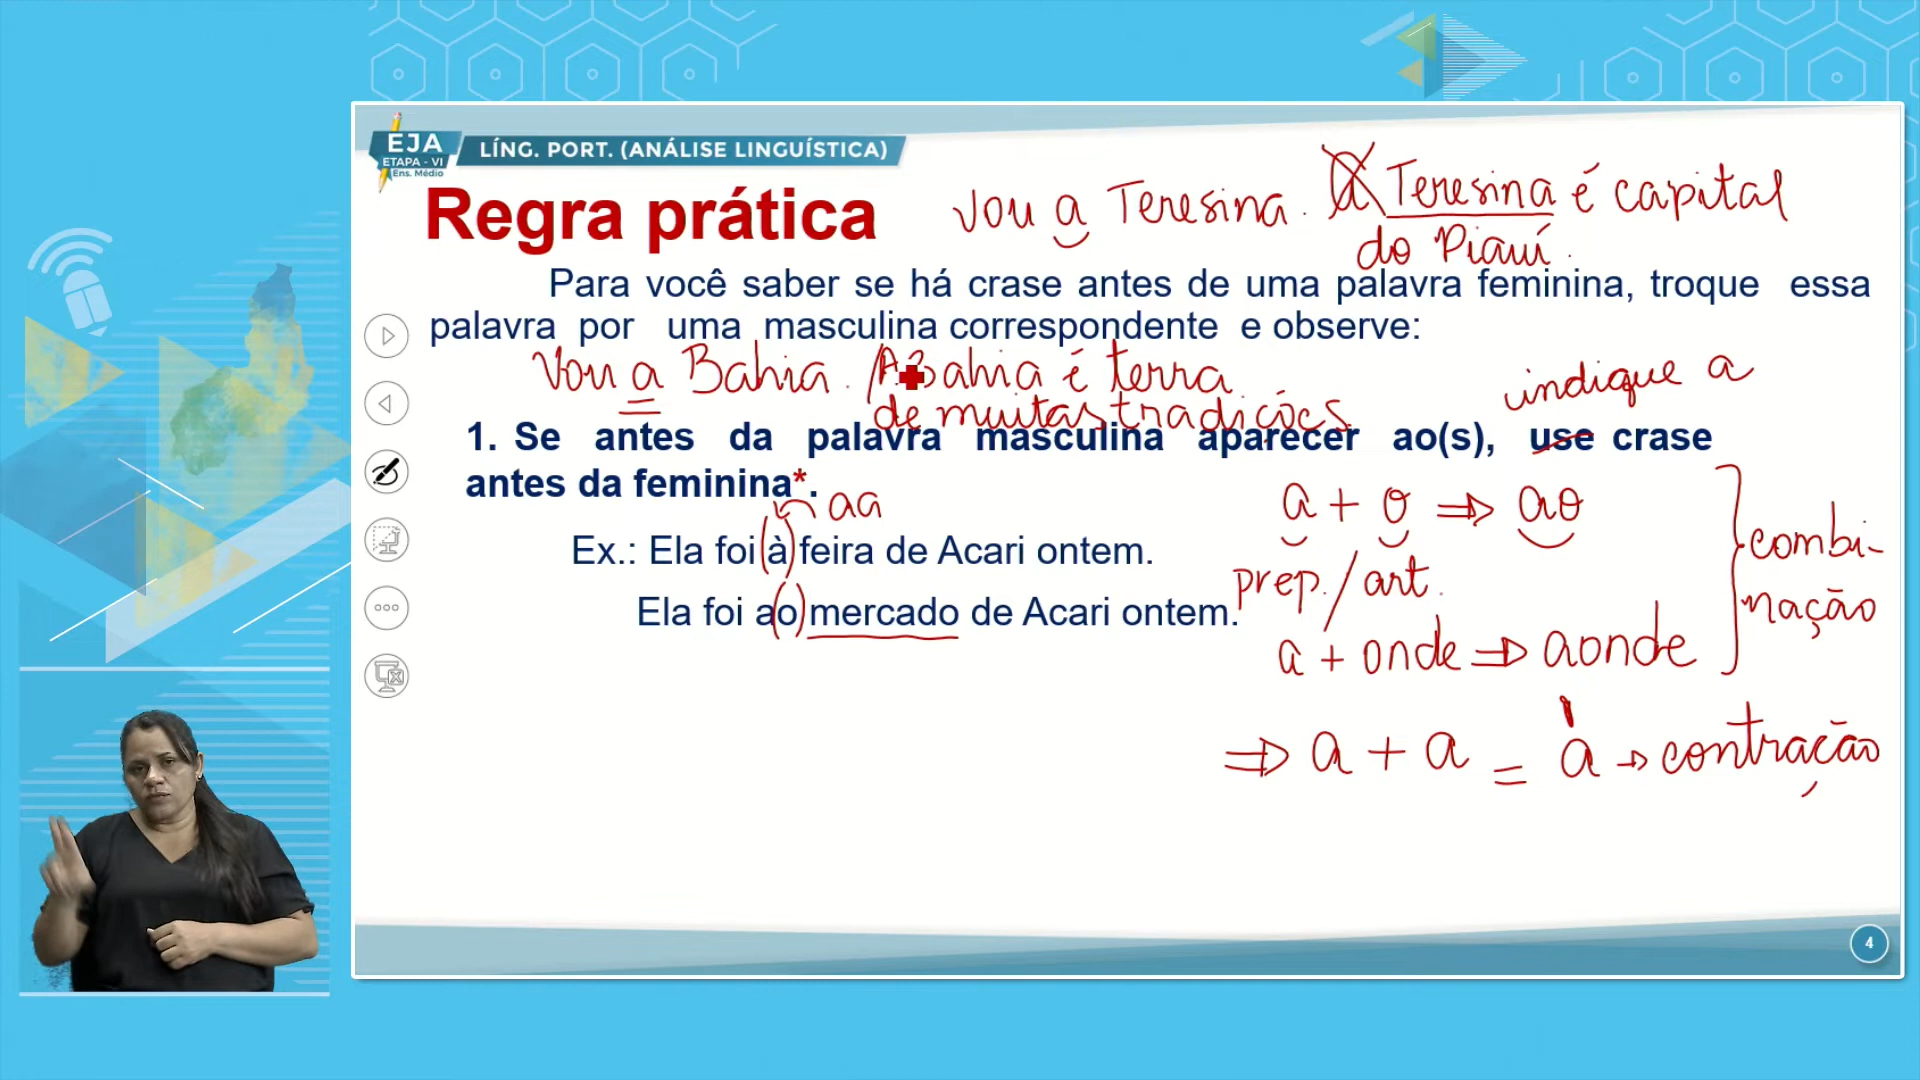 EJA
ETAPA - VI
Ens. Médio
LÍNG. PORT. (ANÁLISE LINGUÍSTICA)
Regra prática
Vou a Teresina. A Teresina é capital
do Piauí.
Para você saber se há crase antes de uma palavra feminina, troque essa
palavra por uma masculina correspondente e observe:
Vou a Bahia. / A Bahia é terra
de muitas tradições
indique a
1. Se antes da palavra masculina aparecer ao(s), use crase
antes da feminina*.
aa
Ex.: Ela foi (à) feira de Acari ontem.
Ela foi a(o) mercado de Acari ontem.
a + o ⇒ ao
prep. / art.
a + onde ⇒ aonde
combi-
nação
⇒ a + a = à → contração
4